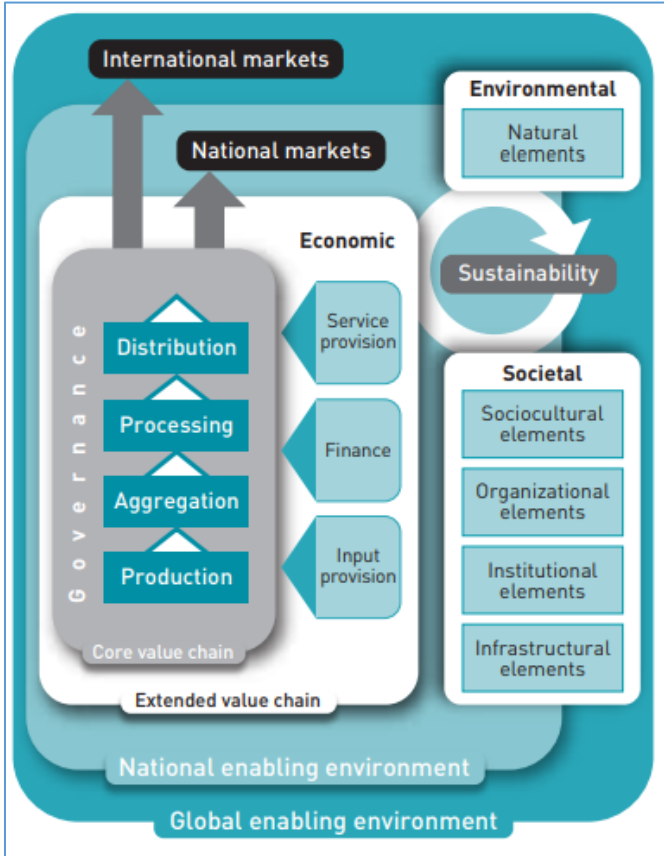 International markets
National markets
Environmental
Natural
elements
Economic
Sustainability
Governance
Distribution
Processing
Aggregation
Production
Core value chain
Service
provision
Finance
Input
provision
Extended value chain
Societal
Sociocultural
elements
Organizational
elements
Institutional
elements
Infrastructural
elements
National enabling environment
Global enabling environment